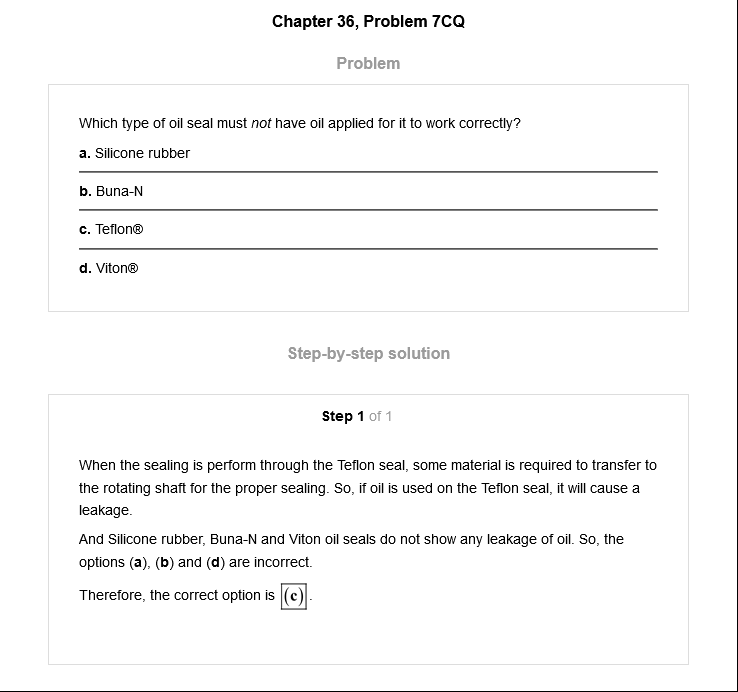 Chapter 36, Problem 7CQ
Problem
Which type of oil seal must not have oil applied for it to work correctly?
a. Silicone rubber
b. Buna-N
c. Teflon®
d. Viton®
Step-by-step solution
Step 1 of 1
When the sealing is perform through the Teflon seal, some material is required to transfer to
the rotating shaft for the proper sealing. So, if oil is used on the Teflon seal, it will cause a
leakage.
And Silicone rubber, Buna-N and Viton oil seals do not show any leakage of oil. So, the
options (a), (b) and (d) are incorrect.
Therefore, the correct option is (c).